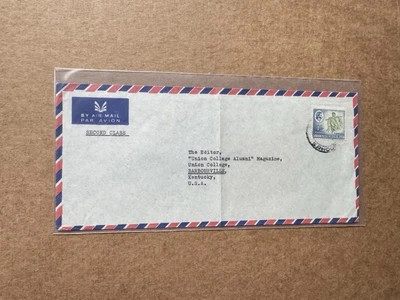 BY AIR MAIL
PAR AVION
SECOND CLASS
The Editor,
"Union College Alumni" Magazine,
Union College,
BARBOURVILLE,
Kentucky,
U.S.A.